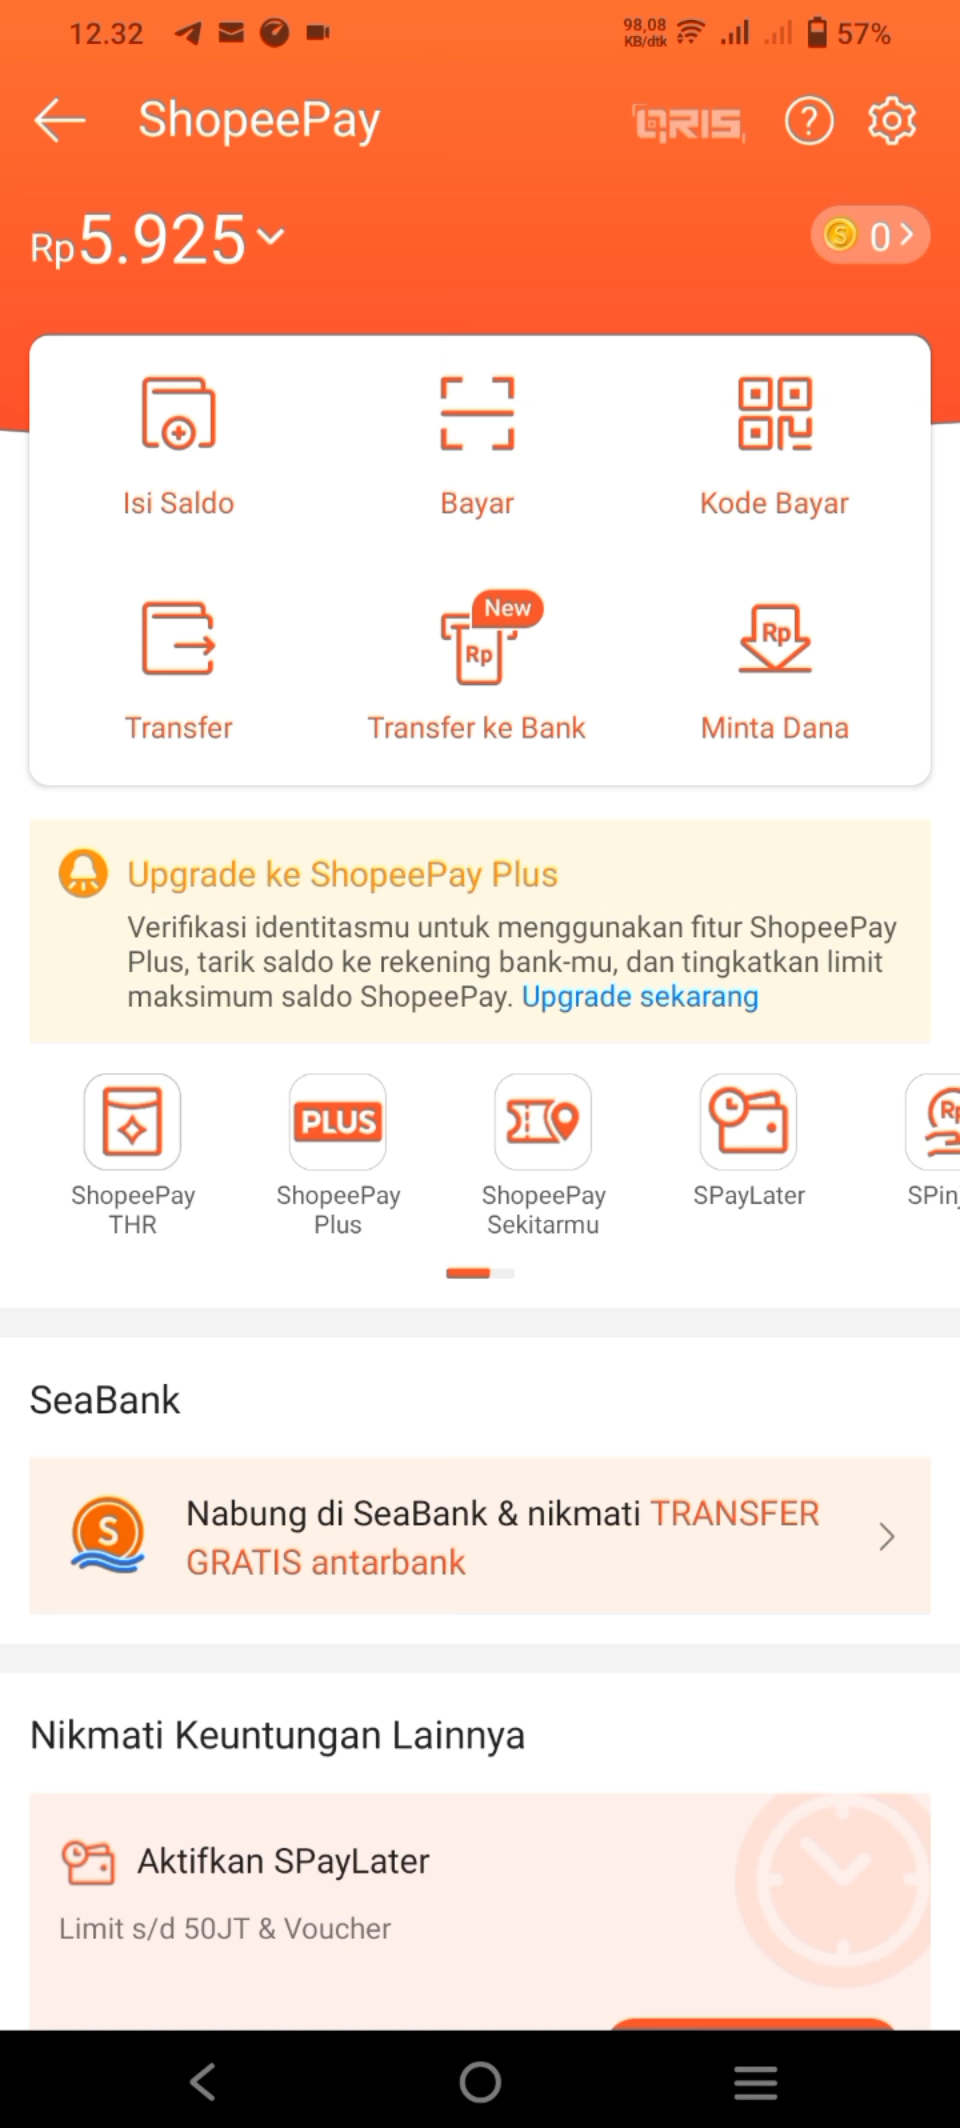 12.32
98,08
KB/dtk
57%
ShopeePay
QRIS
?
Rp5.925
S 0
Isi Saldo
Bayar
Kode Bayar
New
Rp
Rp
Transfer
Transfer ke Bank
Minta Dana
Upgrade ke ShopeePay Plus
Verifikasi identitasmu untuk menggunakan fitur ShopeePay
Plus, tarik saldo ke rekening bank-mu, dan tingkatkan limit
maksimum saldo ShopeePay. Upgrade sekarang
PLUS
ShopeePay
THR
ShopeePay
Plus
ShopeePay
Sekitarmu
SPayLater
SPinj
SeaBank
S
Nabung di SeaBank & nikmati TRANSFER
GRATIS antarbank
Nikmati Keuntungan Lainnya
Aktifkan SPayLater
Limit s/d 50JT & Voucher